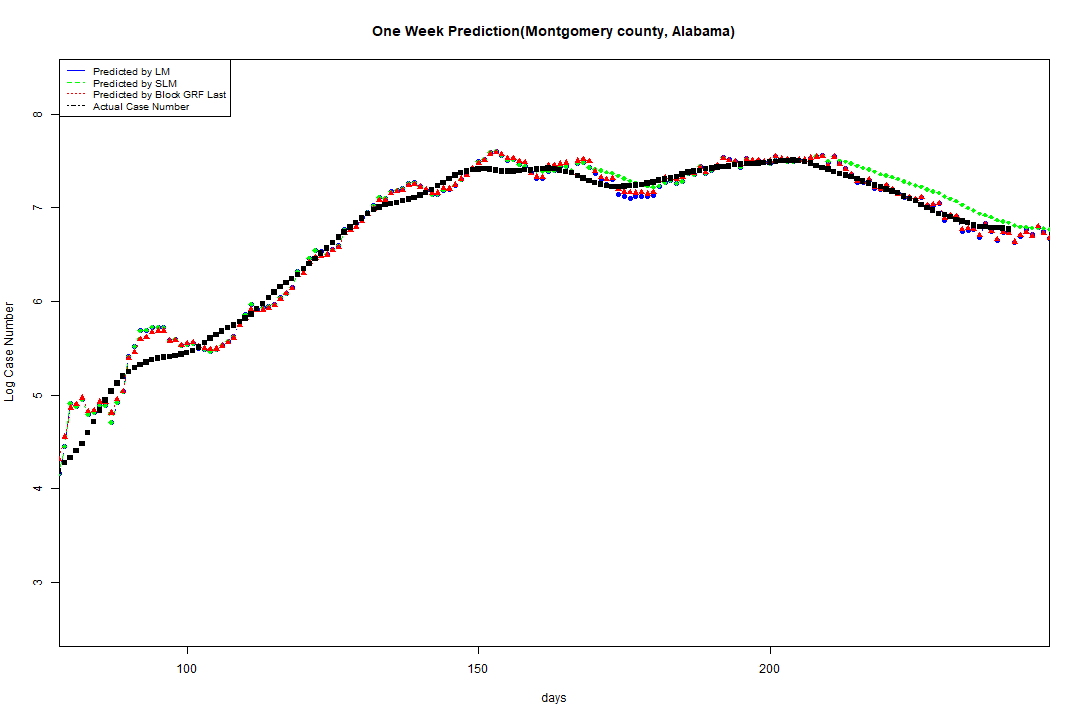 One Week Prediction(Montgomery county, Alabama)
Predicted by LM
Predicted by SLM
Predicted by Block GRF Last
Actual Case Number
8
7
6
5
4
3
Log Case Number
100 150 200
days